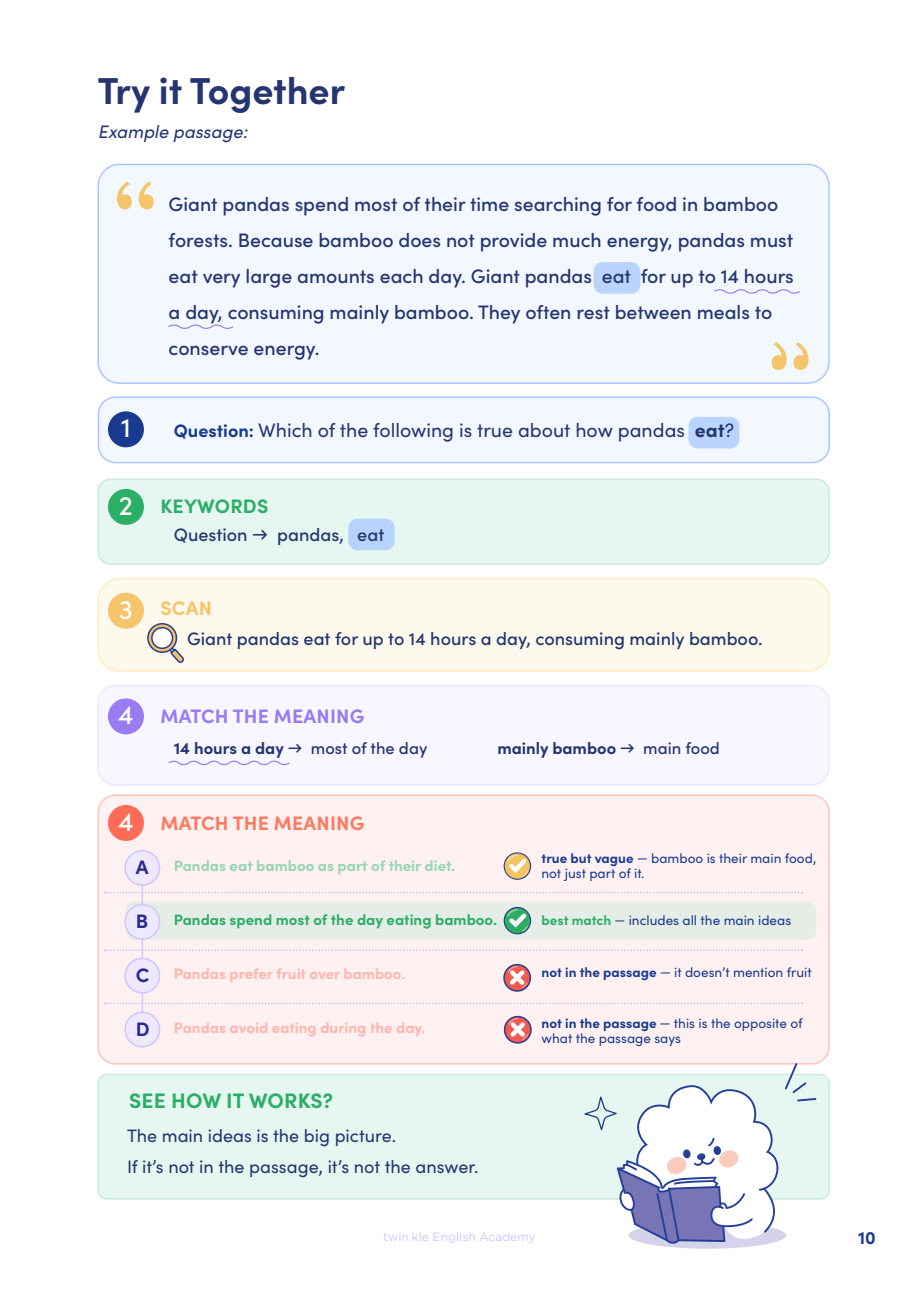 Try it Together
Example passage:
“
Giant pandas spend most of their time searching for food in bamboo
forests. Because bamboo does not provide much energy, pandas must
eat very large amounts each day. Giant pandas eat for up to 14 hours
a day, consuming mainly bamboo. They often rest between meals to
conserve energy.
”
1 Question: Which of the following is true about how pandas eat?
2 KEYWORDS
Question → pandas, eat
3 SCAN
Giant pandas eat for up to 14 hours a day, consuming mainly bamboo.
4 MATCH THE MEANING
14 hours a day → most of the day mainly bamboo → main food
4 MATCH THE MEANING
A Pandas eat bamboo as part of their diet. true but vague – bamboo is their main food,
not just part of it.
B Pandas spend most of the day eating bamboo. best match – includes all the main ideas
C Pandas prefer fruit over bamboo. not in the passage – it doesn’t mention fruit
D Pandas avoid eating during the day. not in the passage – this is the opposite of
what the passage says
SEE HOW IT WORKS?
The main ideas is the big picture.
If it’s not in the passage, it’s not the answer.
twin.kle English Academy
10